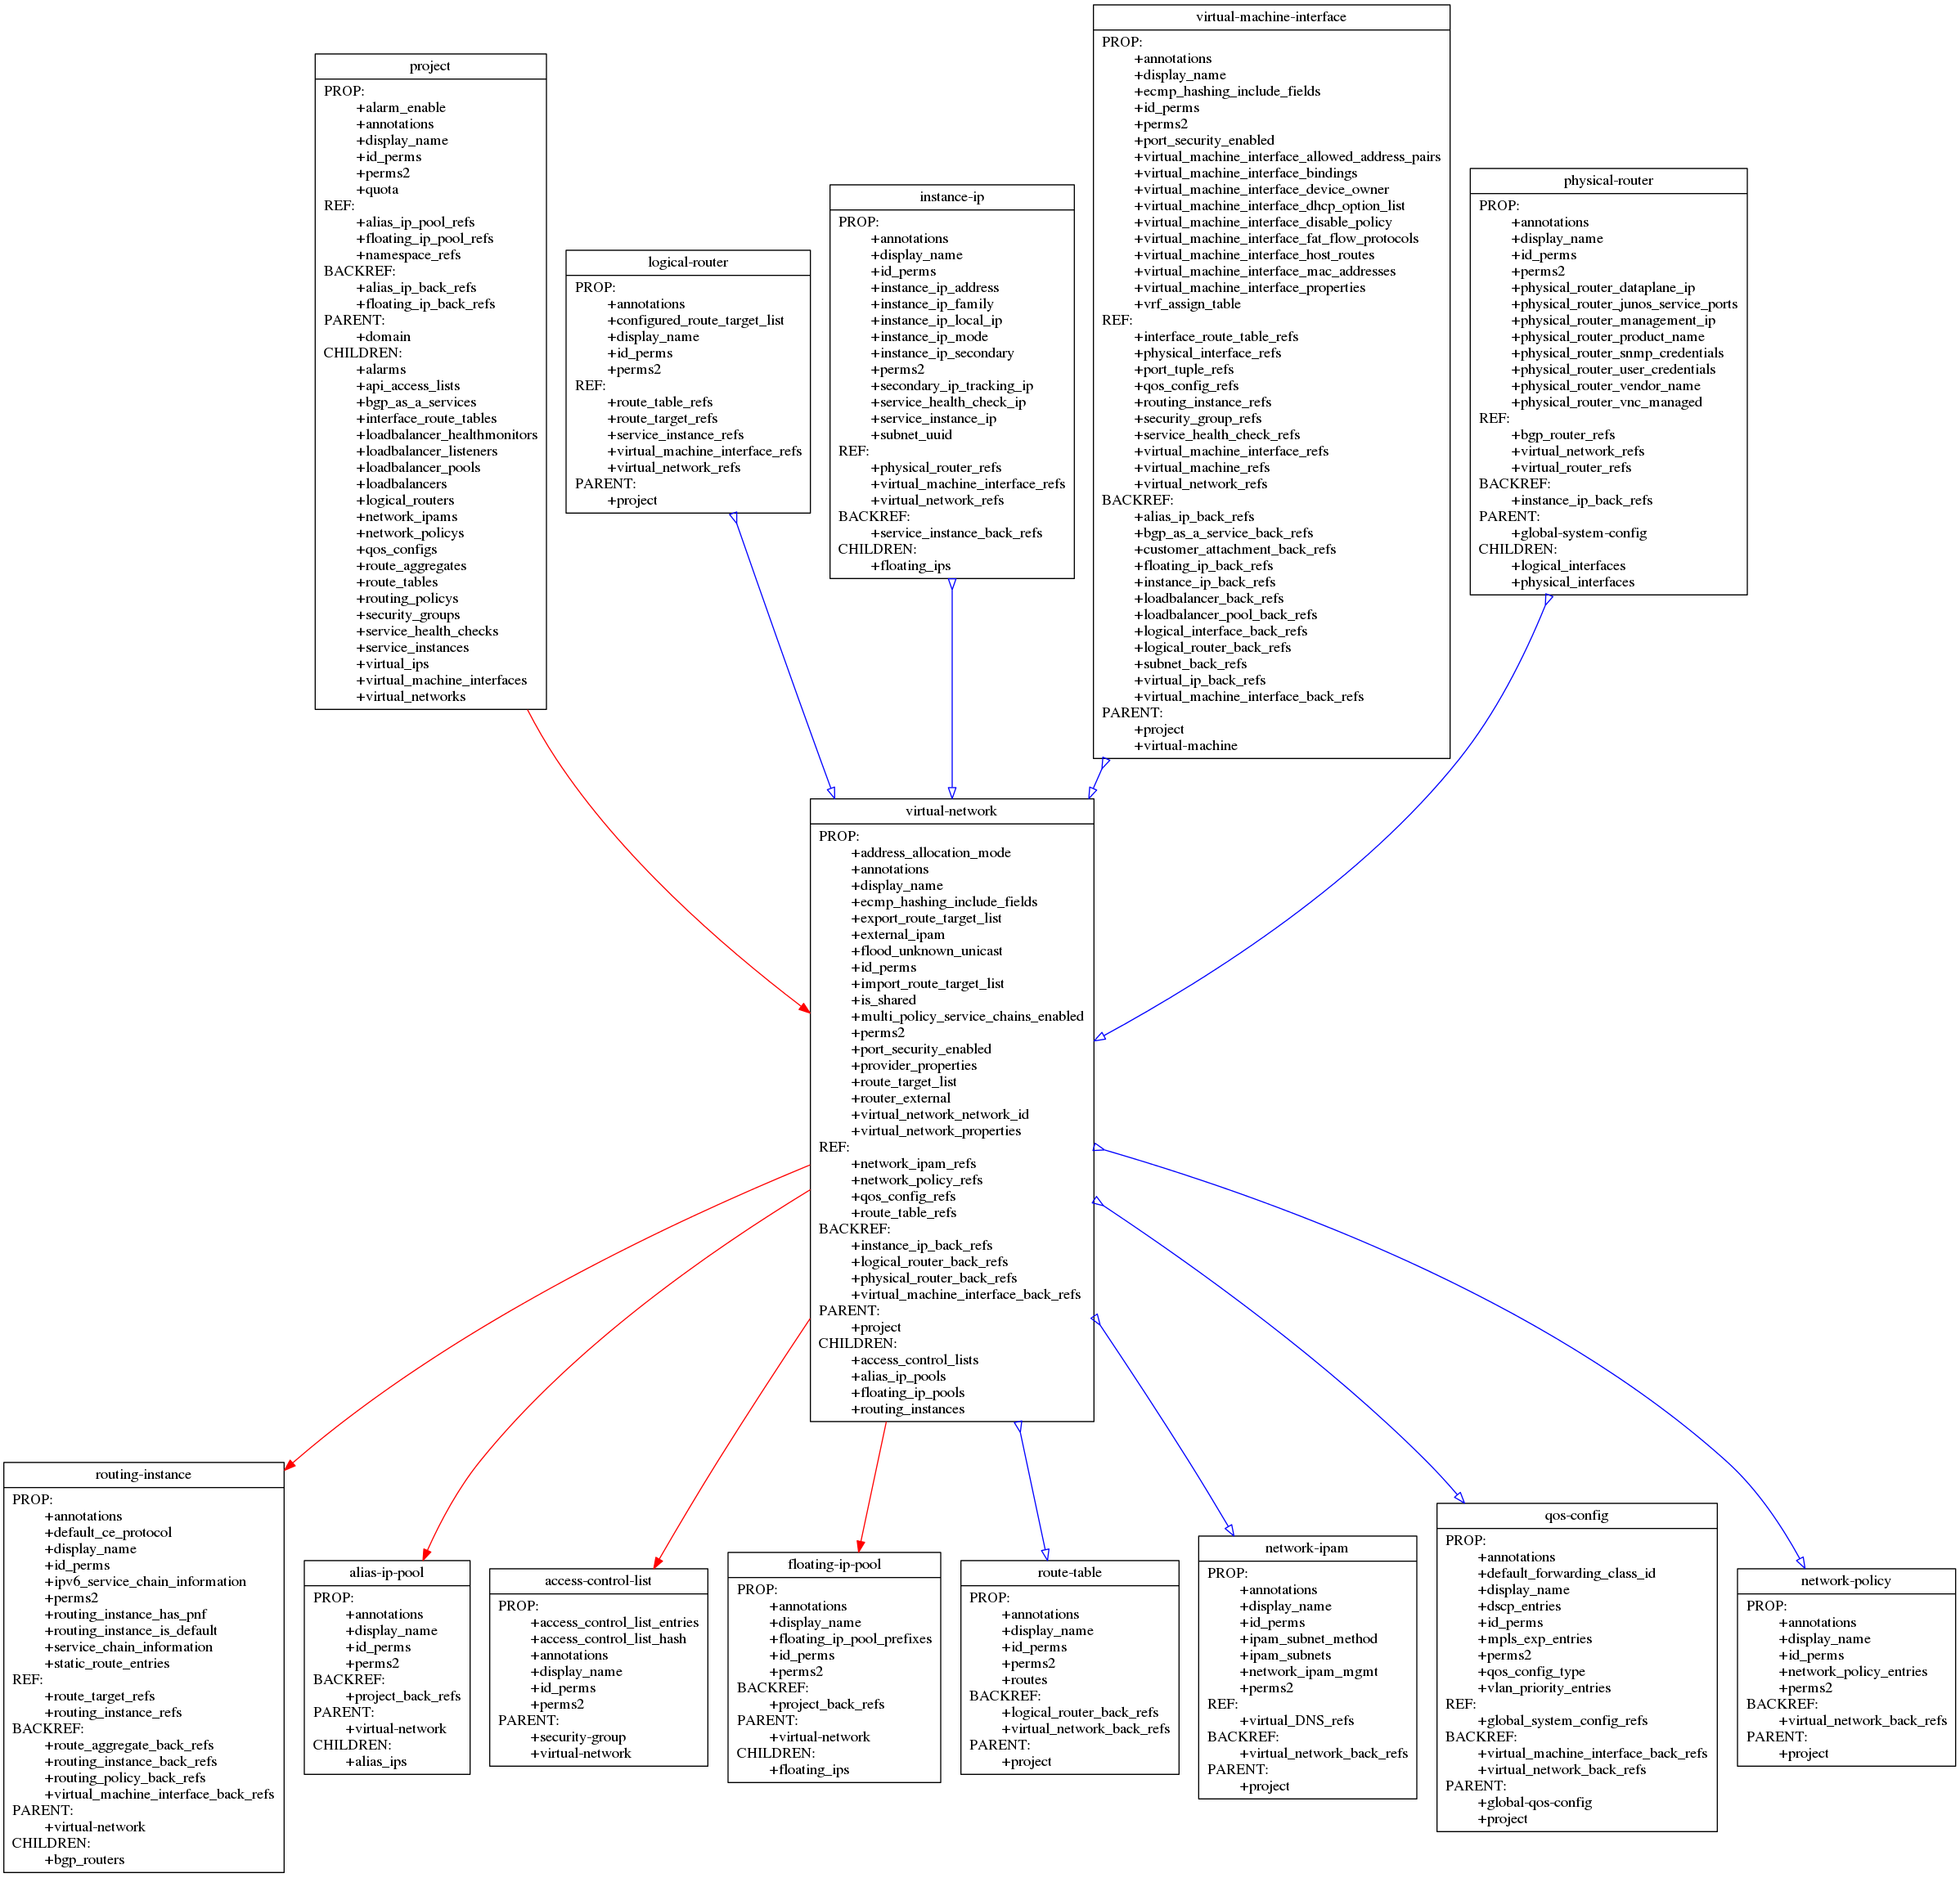 project
PROP:
+alarm_enable
+annotations
+display_name
+id_perms
+perms2
+quota
REF:
+alias_ip_pool_refs
+floating_ip_pool_refs
+namespace_refs
BACKREF:
+alias_ip_back_refs
+floating_ip_back_refs
PARENT:
+domain
CHILDREN:
+alarms
+api_access_lists
+bgp_as_a_services
+interface_route_tables
+loadbalancer_healthmonitors
+loadbalancer_listeners
+loadbalancer_pools
+loadbalancers
+logical_routers
+network_ipams
+network_policys
+qos_configs
+route_aggregates
+route_tables
+routing_policys
+security_groups
+service_health_checks
+service_instances
+virtual_ips
+virtual_machine_interfaces
+virtual_networks
logical-router
PROP:
+annotations
+configured_route_target_list
+display_name
+id_perms
+perms2
REF:
+route_table_refs
+route_target_refs
+service_instance_refs
+virtual_machine_interface_refs
+virtual_network_refs
PARENT:
+project
instance-ip
PROP:
+annotations
+display_name
+id_perms
+instance_ip_address
+instance_ip_family
+instance_ip_local_ip
+instance_ip_mode
+instance_ip_secondary
+perms2
+secondary_ip_tracking_ip
+service_health_check_ip
+service_instance_ip
+subnet_uuid
REF:
+physical_router_refs
+virtual_machine_interface_refs
+virtual_network_refs
BACKREF:
+service_instance_back_refs
CHILDREN:
+floating_ips
virtual-machine-interface
PROP:
+annotations
+display_name
+ecmp_hashing_include_fields
+id_perms
+perms2
+port_security_enabled
+virtual_machine_interface_allowed_address_pairs
+virtual_machine_interface_bindings
+virtual_machine_interface_device_owner
+virtual_machine_interface_dhcp_option_list
+virtual_machine_interface_disable_policy
+virtual_machine_interface_fat_flow_protocols
+virtual_machine_interface_host_routes
+virtual_machine_interface_mac_addresses
+virtual_machine_interface_properties
+vrf_assign_table
REF:
+interface_route_table_refs
+physical_interface_refs
+port_tuple_refs
+qos_config_refs
+routing_instance_refs
+security_group_refs
+service_health_check_refs
+virtual_machine_interface_refs
+virtual_machine_refs
+virtual_network_refs
BACKREF:
+alias_ip_back_refs
+bgp_as_a_service_back_refs
+customer_attachment_back_refs
+floating_ip_back_refs
+instance_ip_back_refs
+loadbalancer_back_refs
+loadbalancer_pool_back_refs
+logical_interface_back_refs
+logical_router_back_refs
+subnet_back_refs
+virtual_ip_back_refs
+virtual_machine_interface_back_refs
PARENT:
+project
+virtual-machine
physical-router
PROP:
+annotations
+display_name
+id_perms
+perms2
+physical_router_dataplane_ip
+physical_router_junos_service_ports
+physical_router_management_ip
+physical_router_product_name
+physical_router_snmp_credentials
+physical_router_user_credentials
+physical_router_vendor_name
+physical_router_vnc_managed
REF:
+bgp_router_refs
+virtual_network_refs
+virtual_router_refs
BACKREF:
+instance_ip_back_refs
PARENT:
+global-system-config
CHILDREN:
+logical_interfaces
+physical_interfaces
virtual-network
PROP:
+address_allocation_mode
+annotations
+display_name
+ecmp_hashing_include_fields
+export_route_target_list
+external_ipam
+flood_unknown_unicast
+id_perms
+import_route_target_list
+is_shared
+multi_policy_service_chains_enabled
+perms2
+port_security_enabled
+provider_properties
+route_target_list
+router_external
+virtual_network_network_id
+virtual_network_properties
REF:
+network_ipam_refs
+network_policy_refs
+qos_config_refs
+route_table_refs
BACKREF:
+instance_ip_back_refs
+logical_router_back_refs
+physical_router_back_refs
+virtual_machine_interface_back_refs
PARENT:
+project
CHILDREN:
+access_control_lists
+alias_ip_pools
+floating_ip_pools
+routing_instances
routing-instance
PROP:
+annotations
+default_ce_protocol
+display_name
+id_perms
+ipv6_service_chain_information
+perms2
+routing_instance_has_pnf
+routing_instance_is_default
+service_chain_information
+static_route_entries
REF:
+route_target_refs
+routing_instance_refs
BACKREF:
+route_aggregate_back_refs
+routing_instance_back_refs
+routing_policy_back_refs
+virtual_machine_interface_back_refs
PARENT:
+virtual-network
CHILDREN:
+bgp_routers
alias-ip-pool
PROP:
+annotations
+display_name
+id_perms
+perms2
BACKREF:
+project_back_refs
PARENT:
+virtual-network
CHILDREN:
+alias_ips
access-control-list
PROP:
+access_control_list_entries
+access_control_list_hash
+annotations
+display_name
+id_perms
+perms2
PARENT:
+security-group
+virtual-network
floating-ip-pool
PROP:
+annotations
+display_name
+floating_ip_pool_prefixes
+id_perms
+perms2
BACKREF:
+project_back_refs
PARENT:
+virtual-network
CHILDREN:
+floating_ips
route-table
PROP:
+annotations
+display_name
+id_perms
+perms2
+routes
BACKREF:
+logical_router_back_refs
+virtual_network_back_refs
PARENT:
+project
network-ipam
PROP:
+annotations
+display_name
+id_perms
+ipam_subnet_method
+ipam_subnets
+network_ipam_mgmt
+perms2
REF:
+virtual_DNS_refs
BACKREF:
+virtual_network_back_refs
PARENT:
+project
qos-config
PROP:
+annotations
+default_forwarding_class_id
+display_name
+dscp_entries
+id_perms
+mpls_exp_entries
+perms2
+qos_config_type
+vlan_priority_entries
REF:
+global_system_config_refs
BACKREF:
+virtual_machine_interface_back_refs
+virtual_network_back_refs
PARENT:
+global-qos-config
+project
network-policy
PROP:
+annotations
+display_name
+id_perms
+network_policy_entries
+perms2
BACKREF:
+virtual_network_back_refs
PARENT:
+project